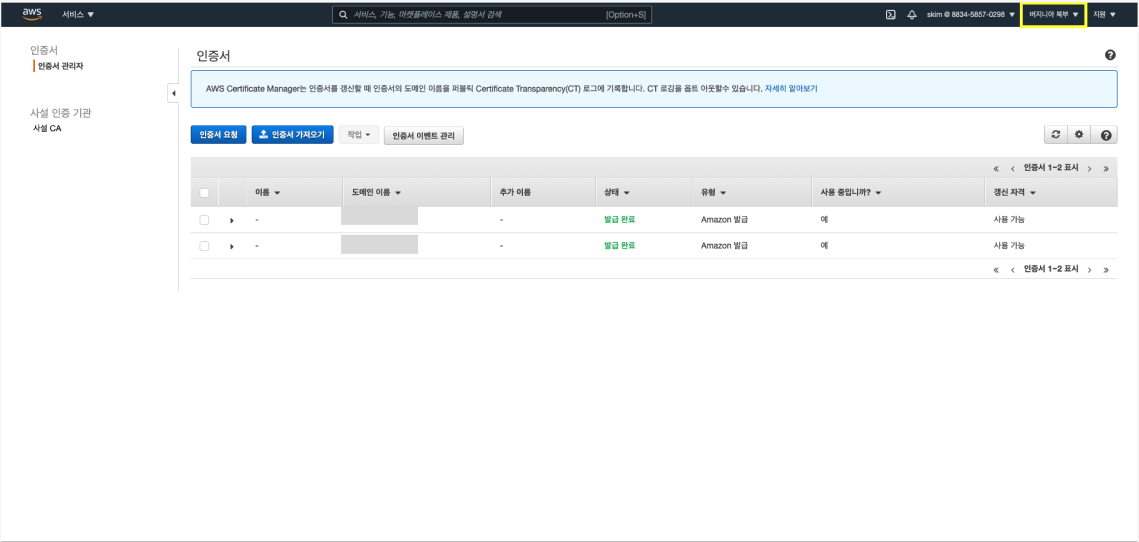 aws 서비스 ▼ 서비스, 기능, 마켓플레이스 제품, 설명서 검색 [Option+S] skim @ 8834-5857-0298 ▼ 버지니아 북부 ▼ 지원 ▼
인증서
인증서 관리자
사설 인증 기관
사설 CA
인증서
AWS Certificate Manager는 인증서를 갱신할 때 인증서의 도메인 이름을 퍼블릭 Certificate Transparency(CT) 로그에 기록합니다. CT 로깅을 옵트 아웃할수 있습니다. 자세히 알아보기
인증서 요청 인증서 가져오기 작업 인증서 이벤트 관리
« ‹ 인증서 1~2 표시 › »
이름 도메인 이름 추가 이름 상태 유형 사용 중입니까? 갱신 자격
- - 발급 완료 Amazon 발급 예 사용 가능
- - 발급 완료 Amazon 발급 예 사용 가능
« ‹ 인증서 1~2 표시 › »